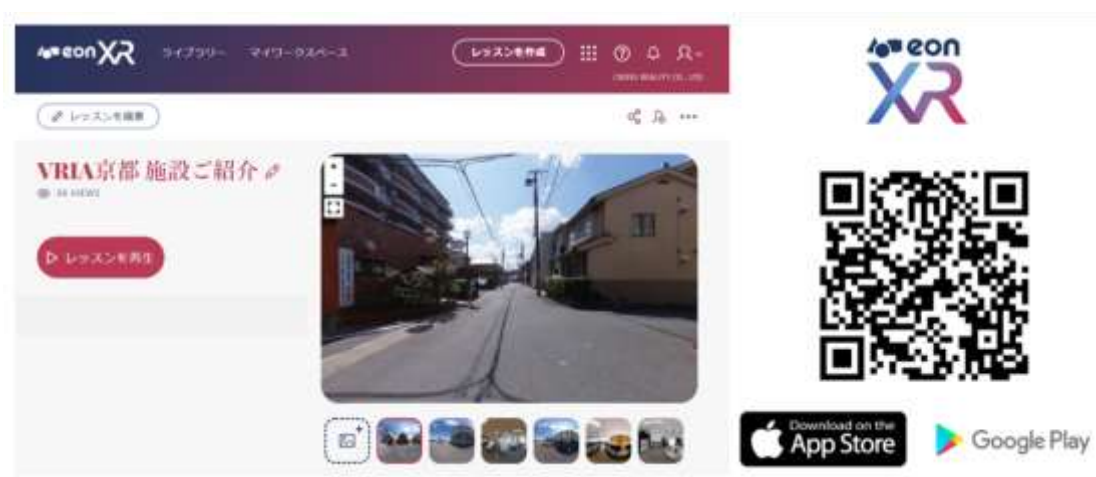 eon XR
ライブラリー
マイワークスペース
レッスンを作成
レッスンを編集
VRIA京都 施設ご紹介
レッスンを再生
eon
XR
Download on the
App Store
Google Play